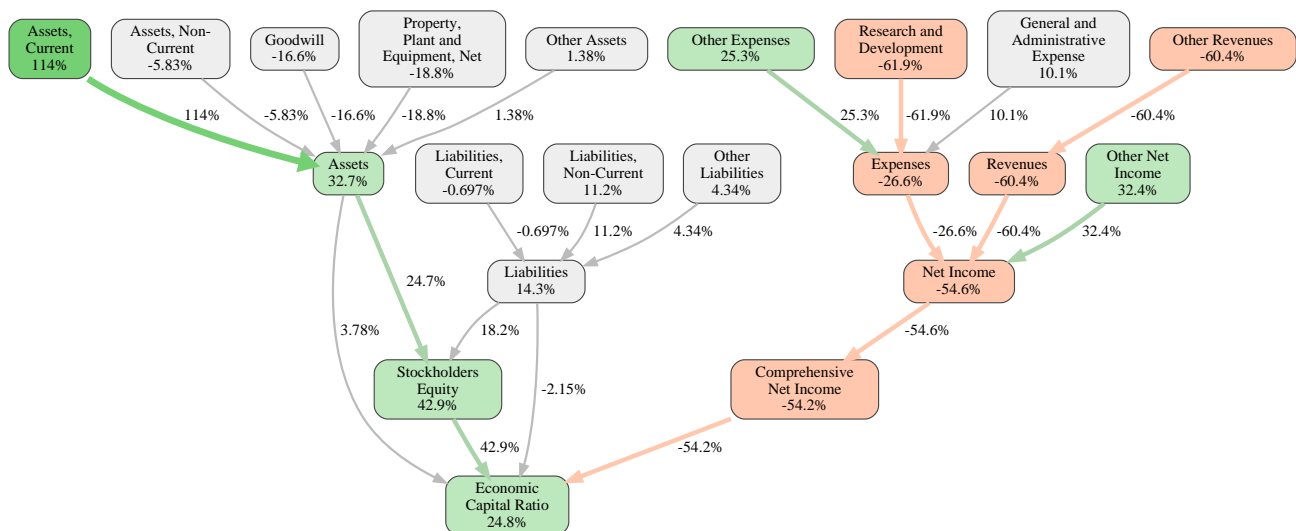 Assets,
Current
114%
Assets, Non-
Current
-5.83%
Goodwill
-16.6%
Property,
Plant and
Equipment, Net
-18.8%
Other Assets
1.38%
Other Expenses
25.3%
Research and
Development
-61.9%
General and
Administrative
Expense
10.1%
Other Revenues
-60.4%
114%
-5.83%
-16.6%
-18.8%
1.38%
25.3%
-61.9%
10.1%
-60.4%
Assets
32.7%
Liabilities,
Current
-0.697%
Liabilities,
Non-Current
11.2%
Other
Liabilities
4.34%
Expenses
-26.6%
Revenues
-60.4%
Other Net
Income
32.4%
-0.697%
11.2%
4.34%
-26.6%
-60.4%
32.4%
Liabilities
14.3%
Net Income
-54.6%
24.7%
3.78%
18.2%
-54.6%
Stockholders
Equity
42.9%
-2.15%
Comprehensive
Net Income
-54.2%
42.9%
-54.2%
Economic
Capital Ratio
24.8%